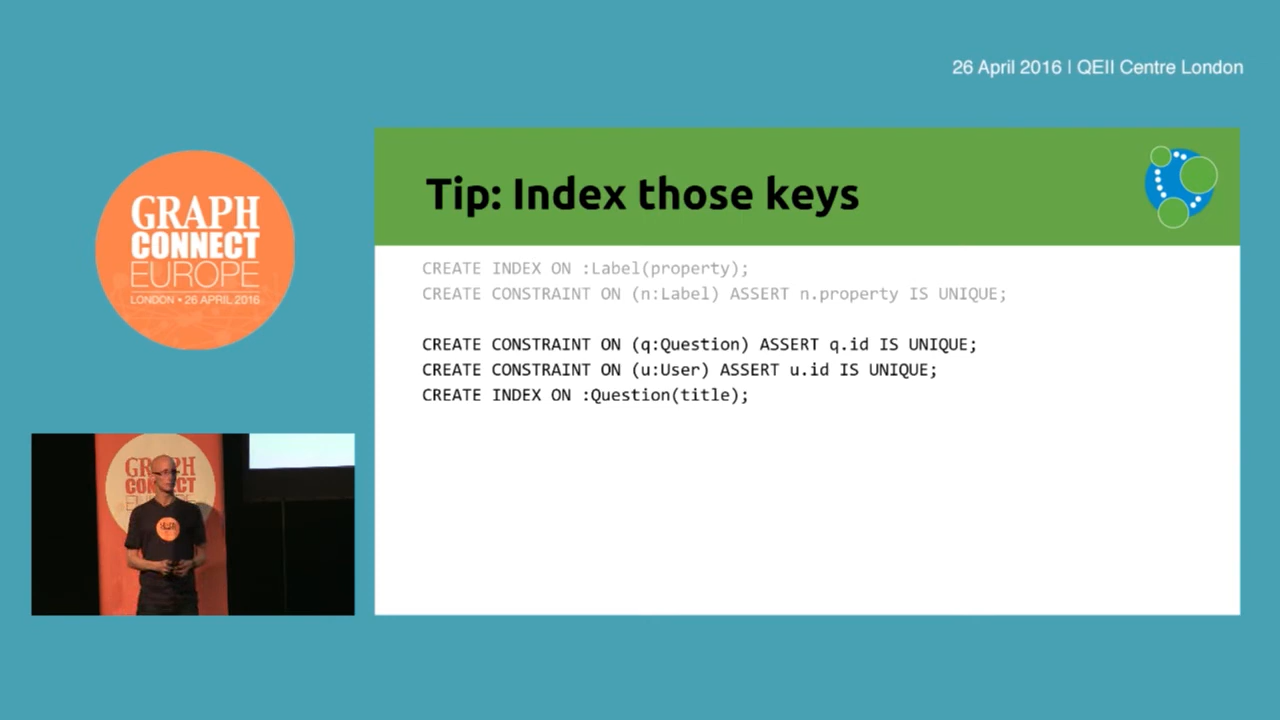 26 April 2016 | QEII Centre London
GRAPH
CONNECT
EUROPE
LONDON • 26 APRIL 2016
Tip: Index those keys
CREATE INDEX ON :Label(property);
CREATE CONSTRAINT ON (n:Label) ASSERT n.property IS UNIQUE;
CREATE CONSTRAINT ON (q:Question) ASSERT q.id IS UNIQUE;
CREATE CONSTRAINT ON (u:User) ASSERT u.id IS UNIQUE;
CREATE INDEX ON :Question(title);